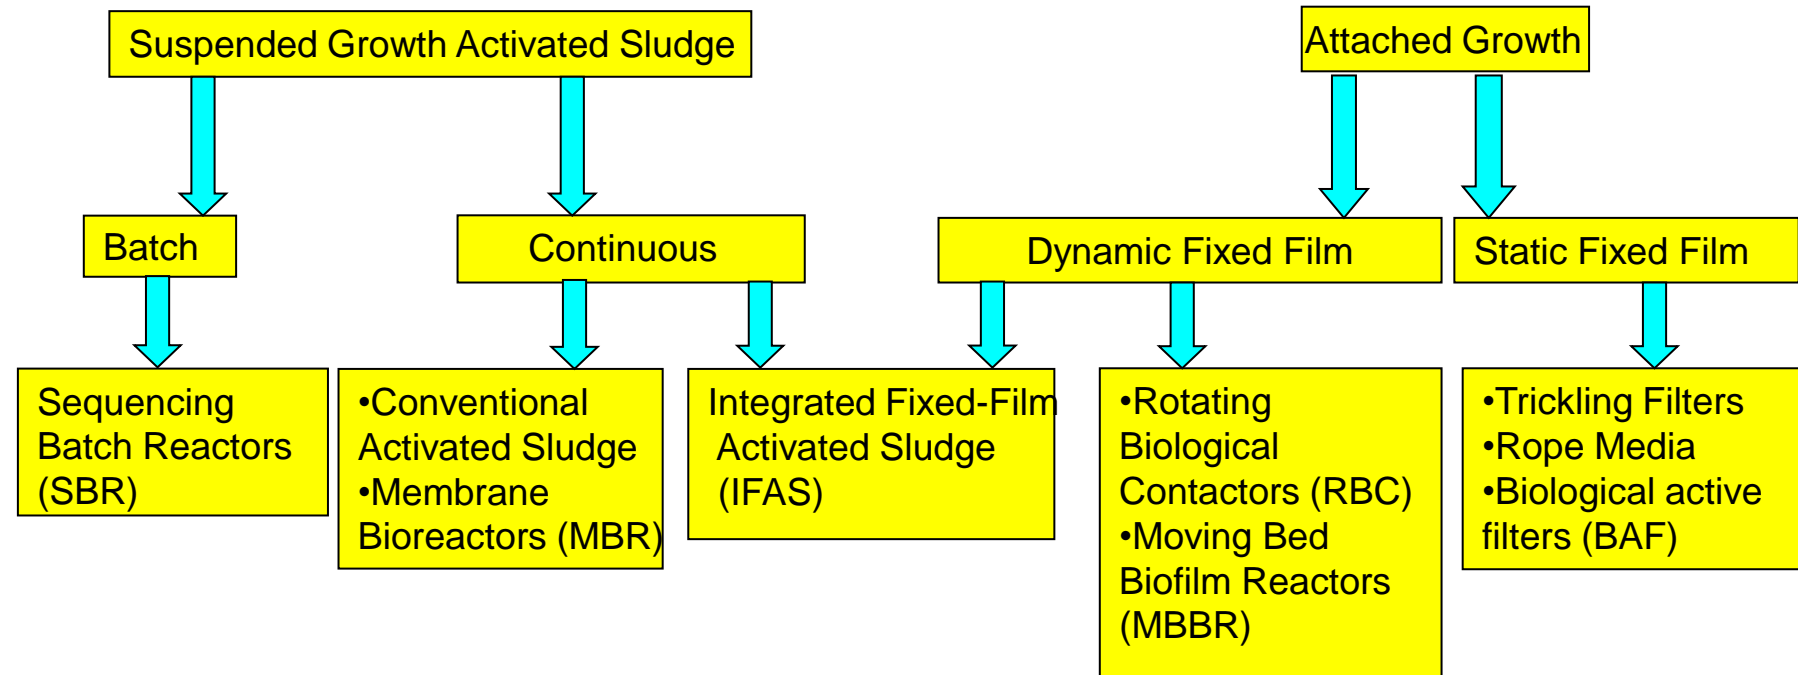 Suspended Growth Activated Sludge
Attached Growth
Batch
Continuous
Dynamic Fixed Film
Static Fixed Film
Sequencing
Batch Reactors
(SBR)
•Conventional
Activated Sludge
•Membrane
Bioreactors (MBR)
Integrated Fixed-Film
Activated Sludge
(IFAS)
•Rotating
Biological
Contactors (RBC)
•Moving Bed
Biofilm Reactors
(MBBR)
•Trickling Filters
•Rope Media
•Biological active
filters (BAF)